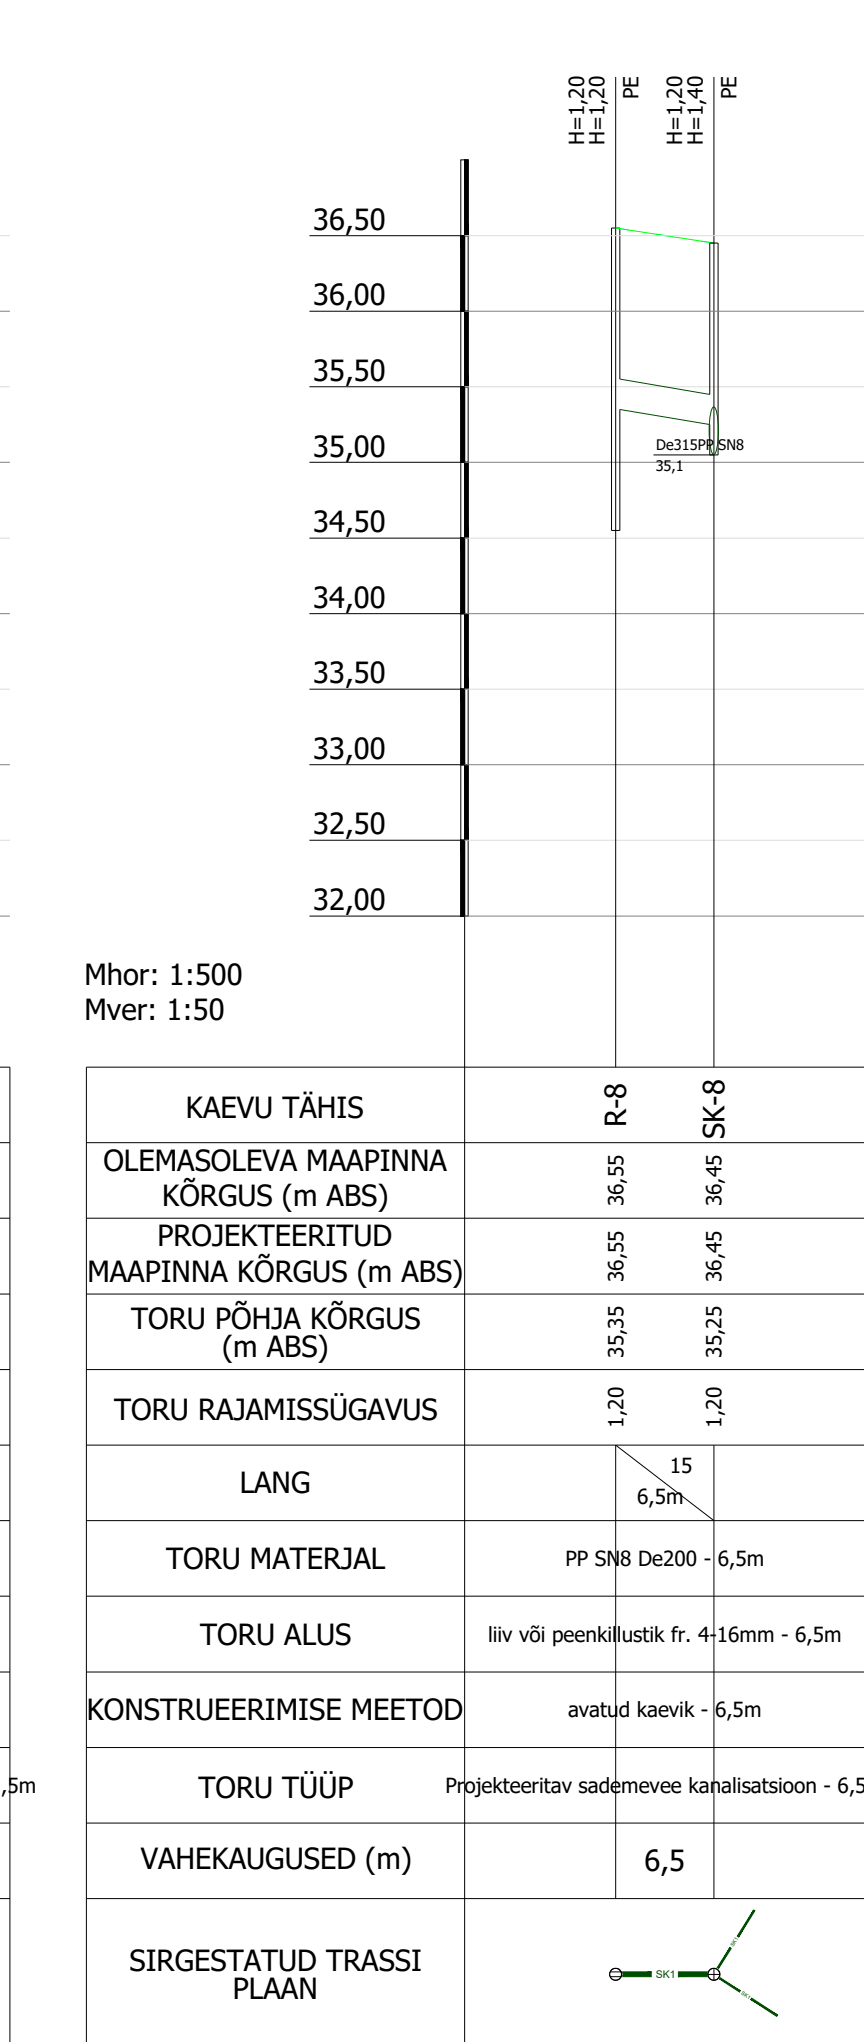 H=1,20
H=1,20
PE
H=1,20
H=1,40
PE
36,50
36,00
35,50
35,00
34,50
34,00
33,50
33,00
32,50
32,00
De315PP SN8
35,1
Mhor: 1:500
Mver: 1:50
KAEVU TÄHIS
R-8
SK-8
OLEMASOLEVA MAAPINNA
KÕRGUS (m ABS)
36,55
36,45
PROJEKTEERITUD
MAAPINNA KÕRGUS (m ABS)
36,55
36,45
TORU PÕHJA KÕRGUS
(m ABS)
35,35
35,25
TORU RAJAMISSÜGAVUS
1,20
1,20
LANG
15
6,5m
TORU MATERJAL
PP SN8 De200 - 6,5m
TORU ALUS
liiv või peenkillustik fr. 4-16mm - 6,5m
KONSTRUEERIMISE MEETOD
avatud kaevik - 6,5m
,5m
TORU TÜÜP
Projekteeritav sademevee kanalisatsioon - 6,5
VAHEKAUGUSED (m)
6,5
SIRGESTATUD TRASSI
PLAAN
SK1
SK1
SK1